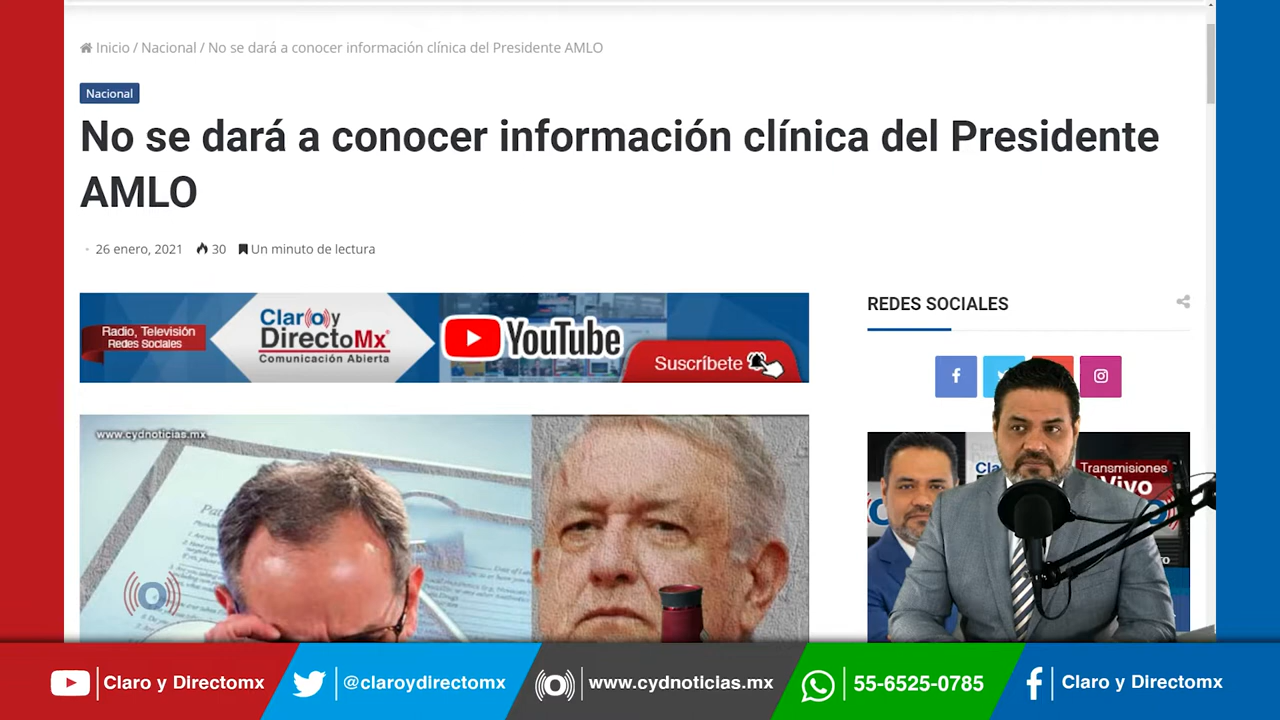 Inicio / Nacional / No se dará a conocer información clínica del Presidente AMLO
Nacional
No se dará a conocer información clínica del Presidente
AMLO
- 26 enero, 2021 30 Un minuto de lectura
Radio, Televisión
Redes Sociales
Claro y
DirectoMx
Comunicación Abierta
YouTube
Suscríbete
REDES SOCIALES
www.cydnoticias.mx
Transmisiones
Vivo
Claro y Directomx
@claroydirectomx
www.cydnoticias.mx
55-6525-0785
Claro y Directomx